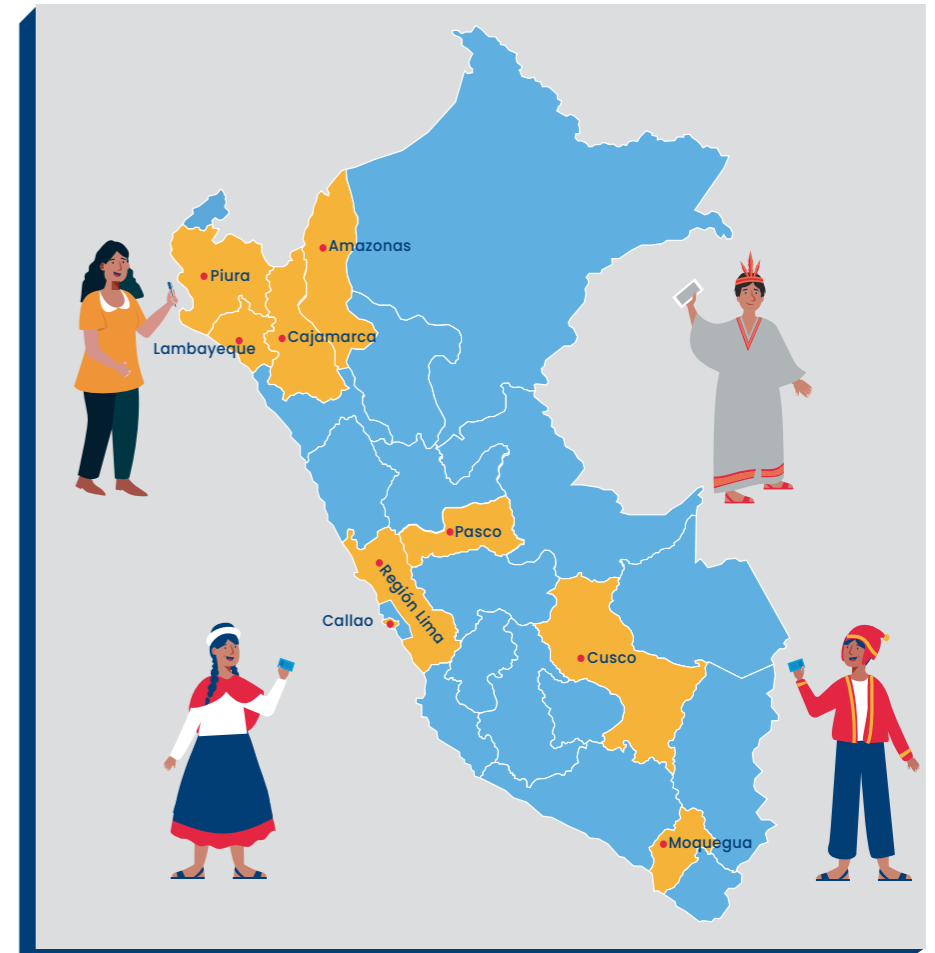 Amazonas
Piura
Cajamarca
Lambayeque
Pasco
Región Lima
Callao
Cusco
Moquegua